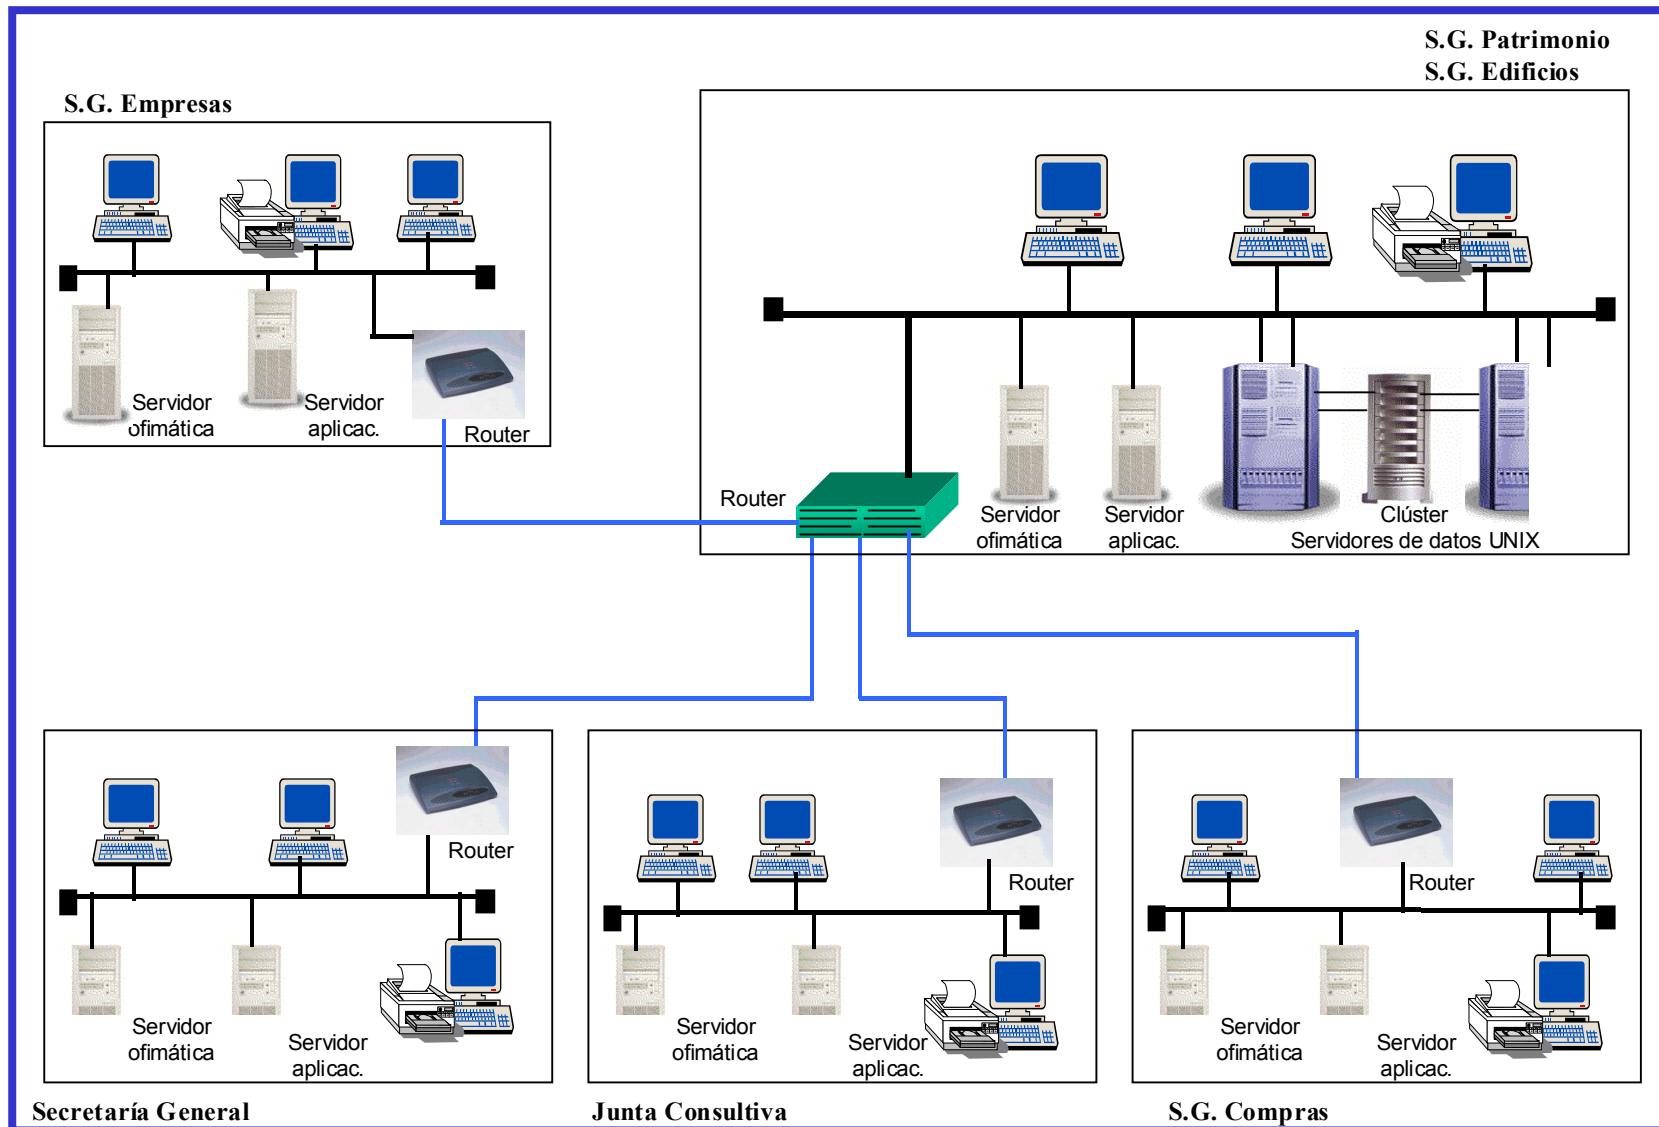 S.G. Patrimonio
S.G. Edificios
S.G. Empresas
Servidor
ofimática
Servidor
aplicac.
Router
Router
Servidor
ofimática
Servidor
aplicac.
Clúster
Servidores de datos UNIX
Router
Servidor
ofimática
Servidor
aplicac.
Secretaría General
Router
Servidor
ofimática
Servidor
aplicac.
Junta Consultiva
Router
Servidor
ofimática
Servidor
aplicac.
S.G. Compras